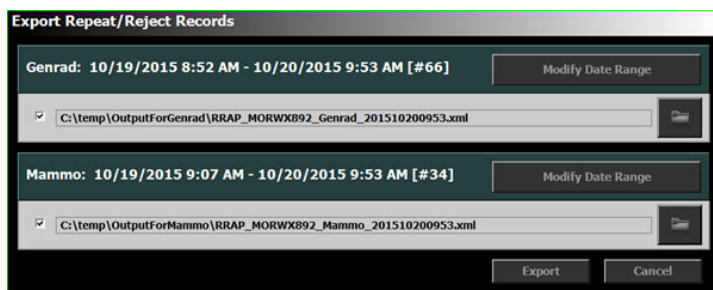 Export Repeat/Reject Records
Genrad: 10/19/2015 8:52 AM - 10/20/2015 9:53 AM [#66] Modify Date Range
C:\temp\OutputForGenrad\RRAP_MORWX892_Genrad_201510200953.xml
Mammo: 10/19/2015 9:07 AM - 10/20/2015 9:53 AM [#34] Modify Date Range
C:\temp\OutputForMammo\RRAP_MORWX892_Mammo_201510200953.xml
Export Cancel